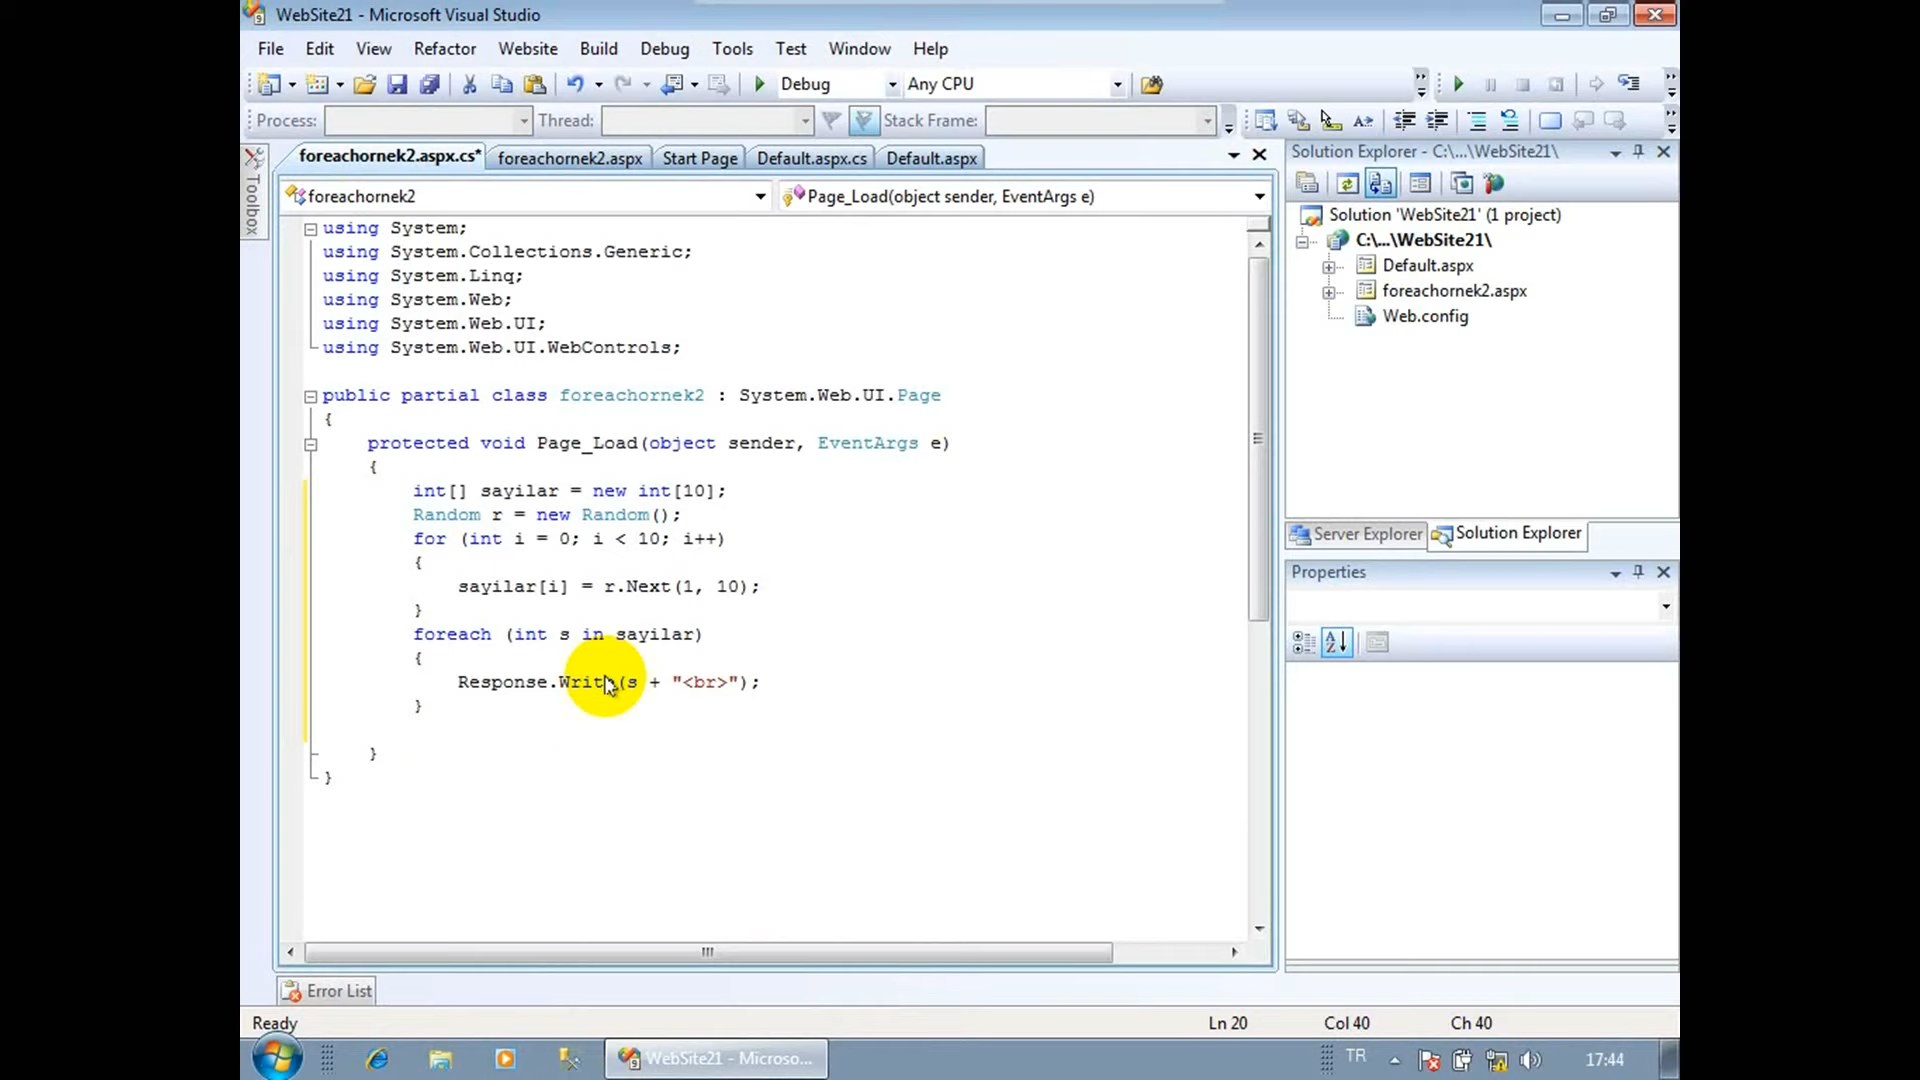 WebSite21 - Microsoft Visual Studio
File Edit View Refactor Website Build Debug Tools Test Window Help
Debug Any CPU
Process: Thread: Stack Frame:
foreachornek2.aspx.cs* foreachornek2.aspx Start Page Default.aspx.cs Default.aspx
Toolbox
foreachornek2 Page_Load(object sender, EventArgs e)
using System;
using System.Collections.Generic;
using System.Linq;
using System.Web;
using System.Web.UI;
using System.Web.UI.WebControls;
public partial class foreachornek2 : System.Web.UI.Page
{
protected void Page_Load(object sender, EventArgs e)
{
int[] sayilar = new int[10];
Random r = new Random();
for (int i = 0; i < 10; i++)
{
sayilar[i] = r.Next(1, 10);
}
foreach (int s in sayilar)
{
Response.Write(s + "<br>");
}
}
}
Solution Explorer - C:\...\WebSite21\
Solution 'WebSite21' (1 project)
C:\...\WebSite21\
Default.aspx
foreachornek2.aspx
Web.config
Server Explorer Solution Explorer
Properties
Error List
Ready Ln 20 Col 40 Ch 40
WebSite21 - Microso... TR 17:44